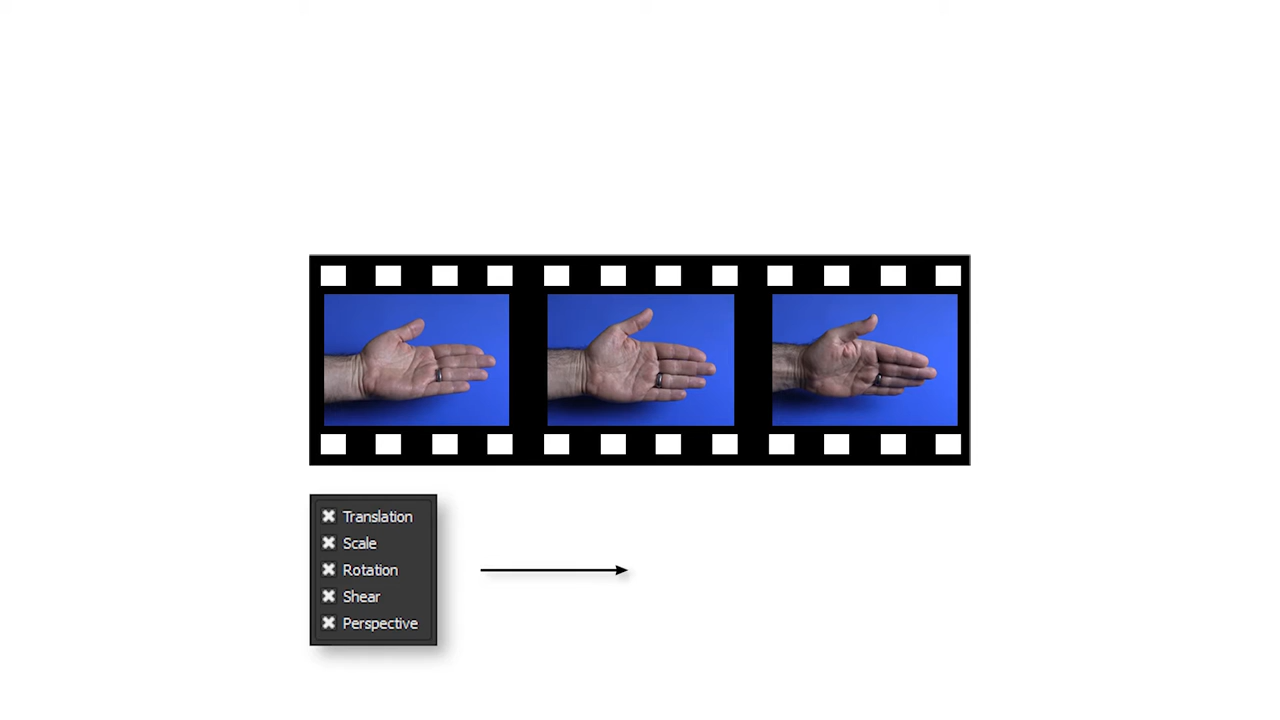 Translation
Scale
Rotation
Shear
Perspective